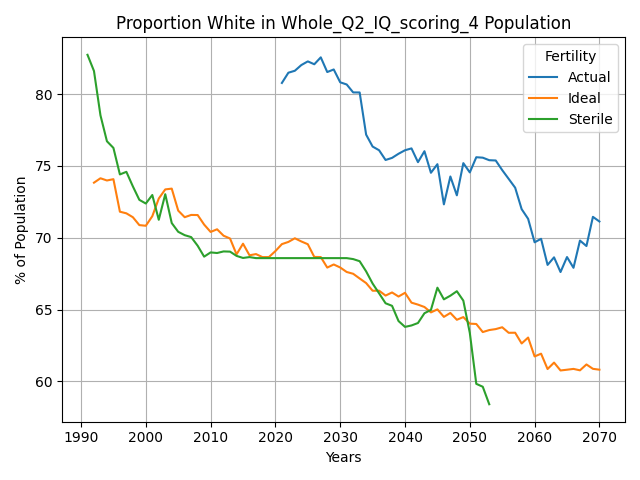 Proportion White in Whole_Q2_IQ_scoring_4 Population
Fertility
Actual
Ideal
Sterile
80
75
70
65
60
% of Population
1990
2000
2010
2020
2030
2040
2050
2060
2070
Years